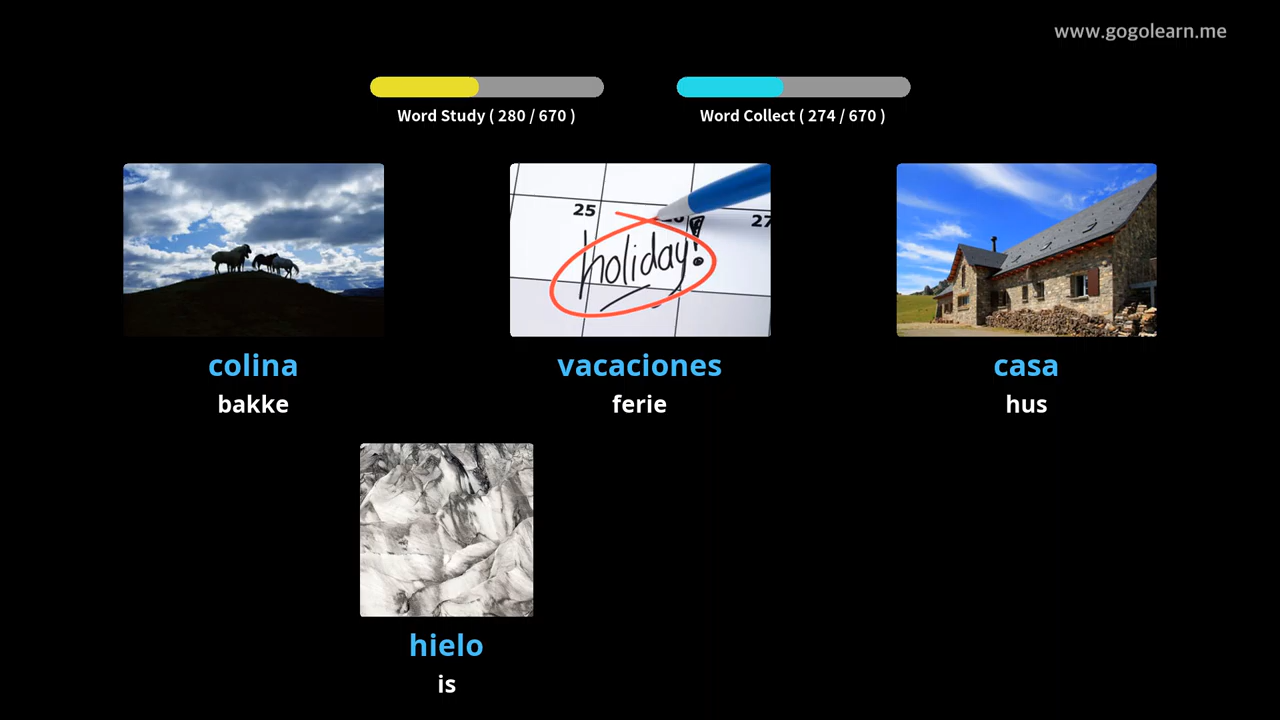 www.gogolearn.me
Word Study ( 280 / 670 )
Word Collect ( 274 / 670 )
25
27
holiday!
colina
vacaciones
casa
bakke
ferie
hus
hielo
is